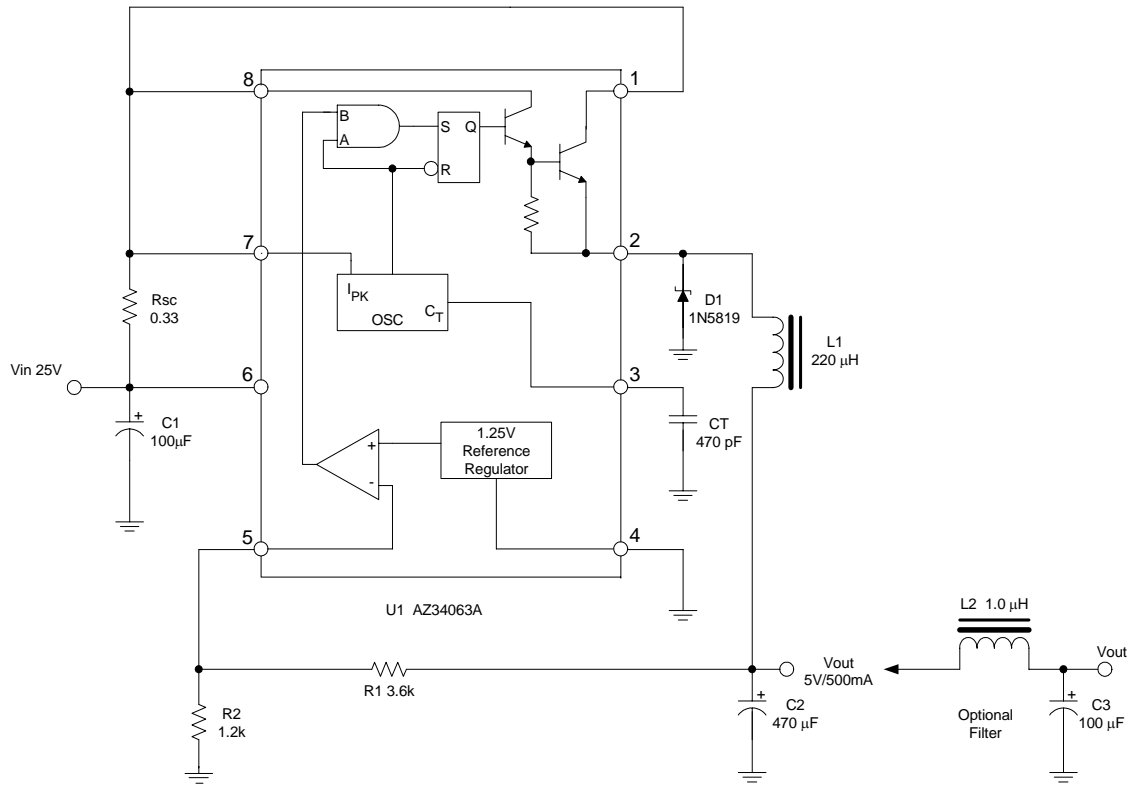 8
1
B
A
S
Q
R
7
2
I PK
C T
OSC
Rsc
0.33
D1
1N5819
L1
220 µH
Vin 25V
6
3
C1
100µF
+
CT
470 pF
1.25V
Reference
Regulator
+
-
5
4
U1 AZ34063A
L2 1.0 µH
R1 3.6k
Vout
5V/500mA
Vout
R2
1.2k
+
C2
470 µF
Optional
Filter
+
C3
100 µF